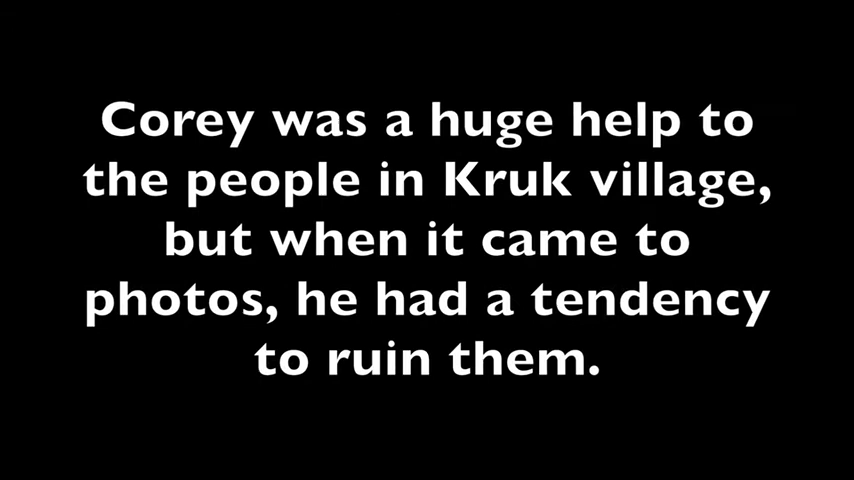 Corey was a huge help to
the people in Kruk village,
but when it came to
photos, he had a tendency
to ruin them.